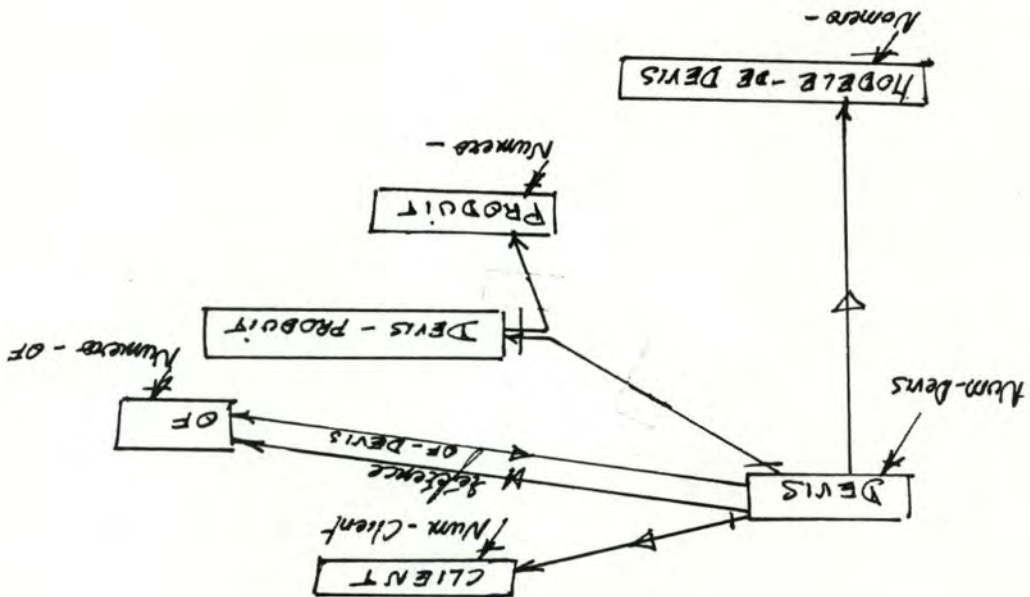 CLIENT
Num-Client
DEVIS
référence
OF-DEVIS
OF
Num-Devis
Numero-OF
DEVIS-PRODUIT
PRODUIT
Numero-
MODELE-DE DEVIS
Numero-